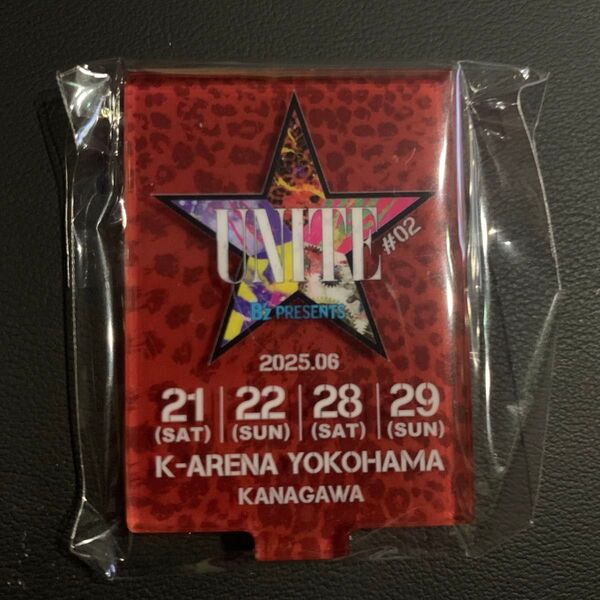 UNITE
#02
B'z PRESENTS
2025.06
21 | 22 | 28 | 29
(SAT) (SUN) (SAT) (SUN)
K-ARENA YOKOHAMA
KANAGAWA